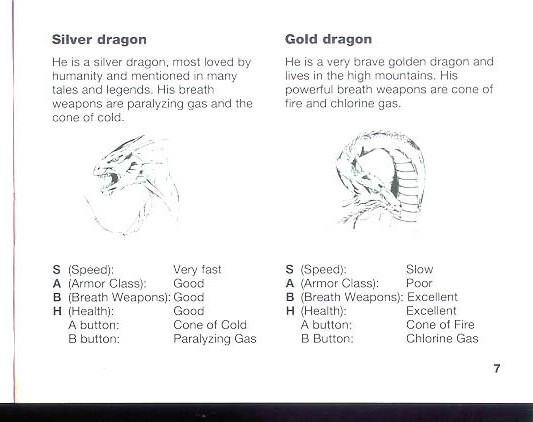 Silver dragon
He is a silver dragon, most loved by
humanity and mentioned in many
tales and legends. His breath
weapons are paralyzing gas and the
cone of cold.
S (Speed): Very fast
A (Armor Class): Good
B (Breath Weapons): Good
H (Health): Good
A button: Cone of Cold
B button: Paralyzing Gas
Gold dragon
He is a very brave golden dragon and
lives in the high mountains. His
powerful breath weapons are cone of
fire and chlorine gas.
S (Speed): Slow
A (Armor Class): Poor
B (Breath Weapons): Excellent
H (Health): Excellent
A button: Cone of Fire
B Button: Chlorine Gas
7